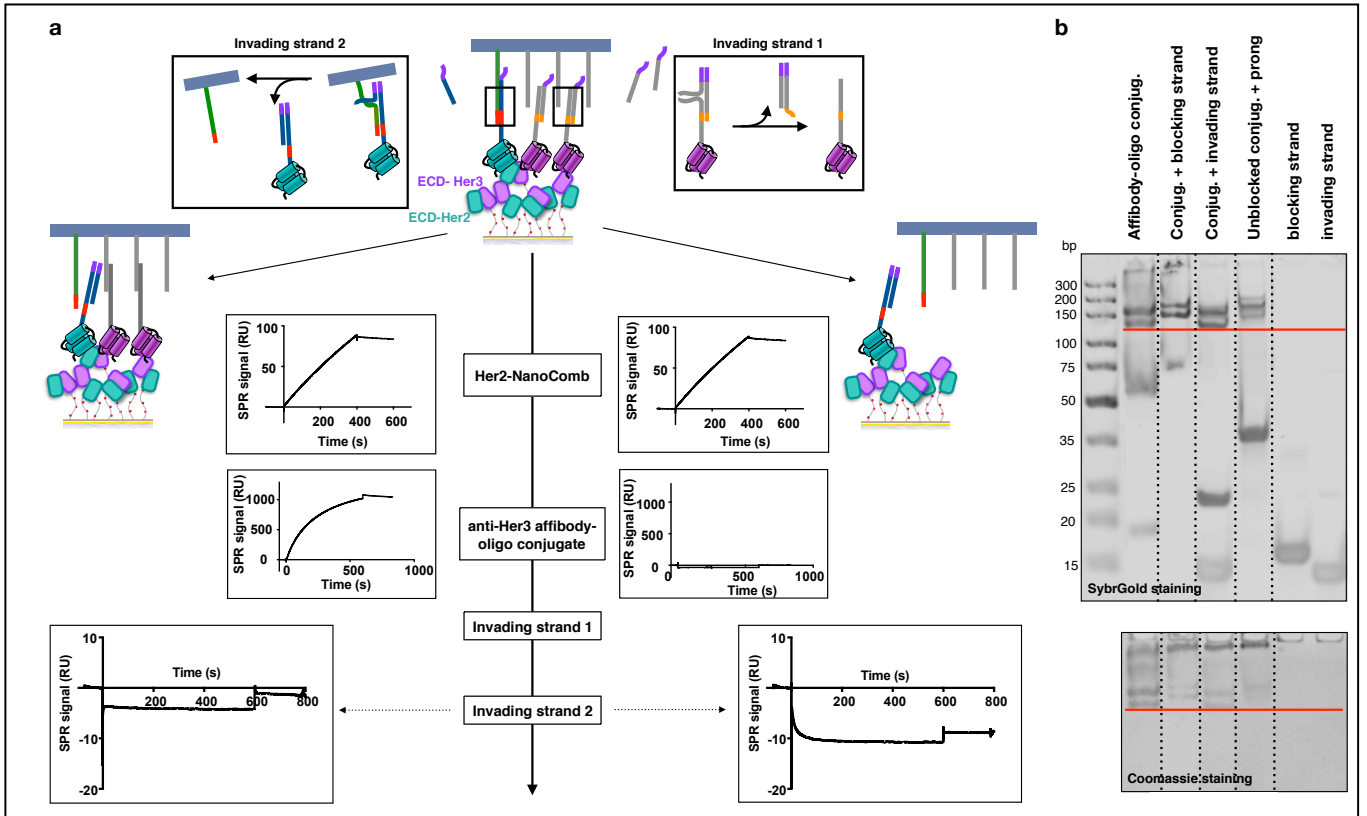 a
Invading strand 2
Invading strand 1
ECD- Her3
ECD-Her2
SPR signal (RU)
100
50
200 400 600
Time (s)
Her2-NanoComb
SPR signal (RU)
100
50
200 400 600
Time (s)
SPR signal (RU)
1000
500
0
0 500 1000
Time (s)
anti-Her3 affibody-
oligo conjugate
SPR signal (RU)
1000
500
0
0 500 1000
Time (s)
Invading strand 1
SPR signal (RU)
10
-10
-20
Time (s)
200 400 600 800
Invading strand 2
SPR signal (RU)
10
-10
-20
Time (s)
200 400 600 800
b
Affibody-oligo conjug.
Conjug. + blocking strand
Conjug. + invading strand
Unblocked conjug. + prong
blocking strand
invading strand
bp
300
200
150
100
75
50
35
25
20
15
SybrGold staining
Coomassie staining